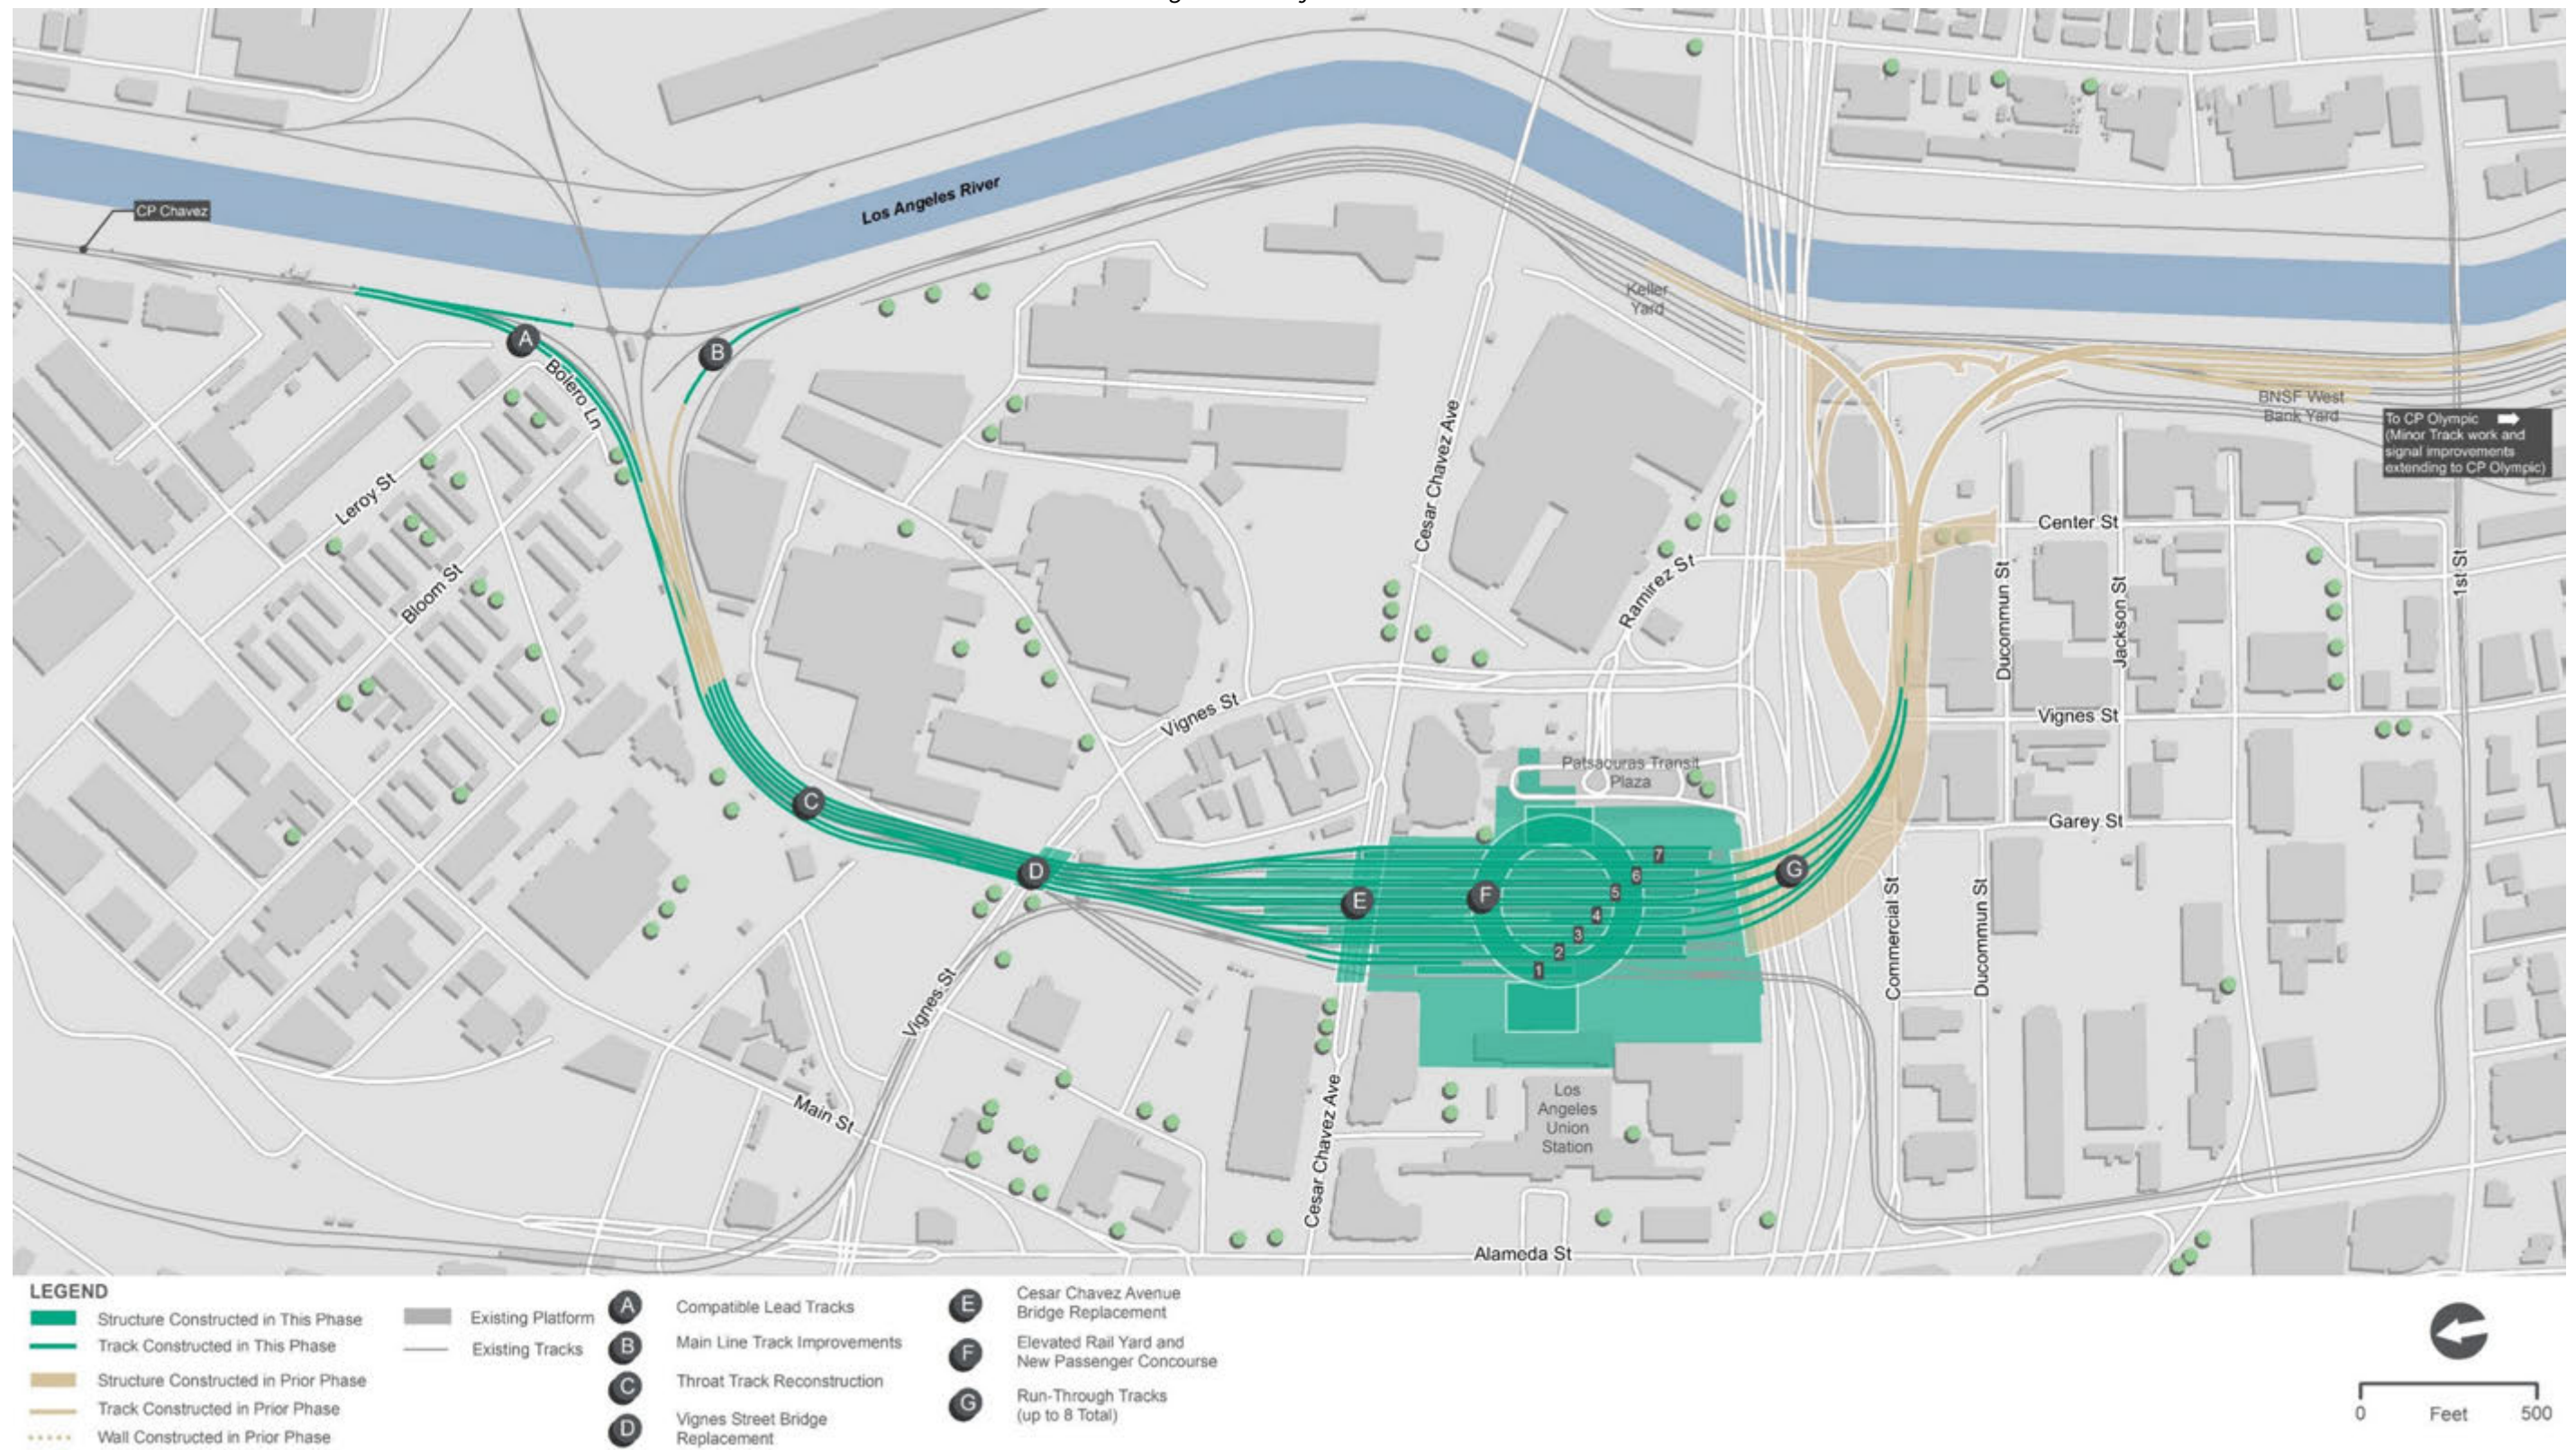 Los Angeles River
CP Chavez
Keller
Yard
A
B
Bolero Ln
BNSF West
Bank Yard
To CP Olympic
(Minor Track work and
signal improvements
extending to CP Olympic)
Cesar Chavez Ave
Leroy St
Center St
Bloom St
Ramirez St
Ducommun St
Jackson St
1st St
Vignes St
Vignes St
Patsaouras Transit
Plaza
C
Garey St
D
E
F
G
7
6
5
4
3
2
1
Commercial St
Ducommun St
Vignes St
Main St
Cesar Chavez Ave
Los
Angeles
Union
Station
Alameda St
LEGEND
Structure Constructed in This Phase
Track Constructed in This Phase
Structure Constructed in Prior Phase
Track Constructed in Prior Phase
Wall Constructed in Prior Phase
Existing Platform
Existing Tracks
A Compatible Lead Tracks
B Main Line Track Improvements
C Throat Track Reconstruction
D Vignes Street Bridge
Replacement
E Cesar Chavez Avenue
Bridge Replacement
F Elevated Rail Yard and
New Passenger Concourse
G Run-Through Tracks
(up to 8 Total)
0 Feet 500